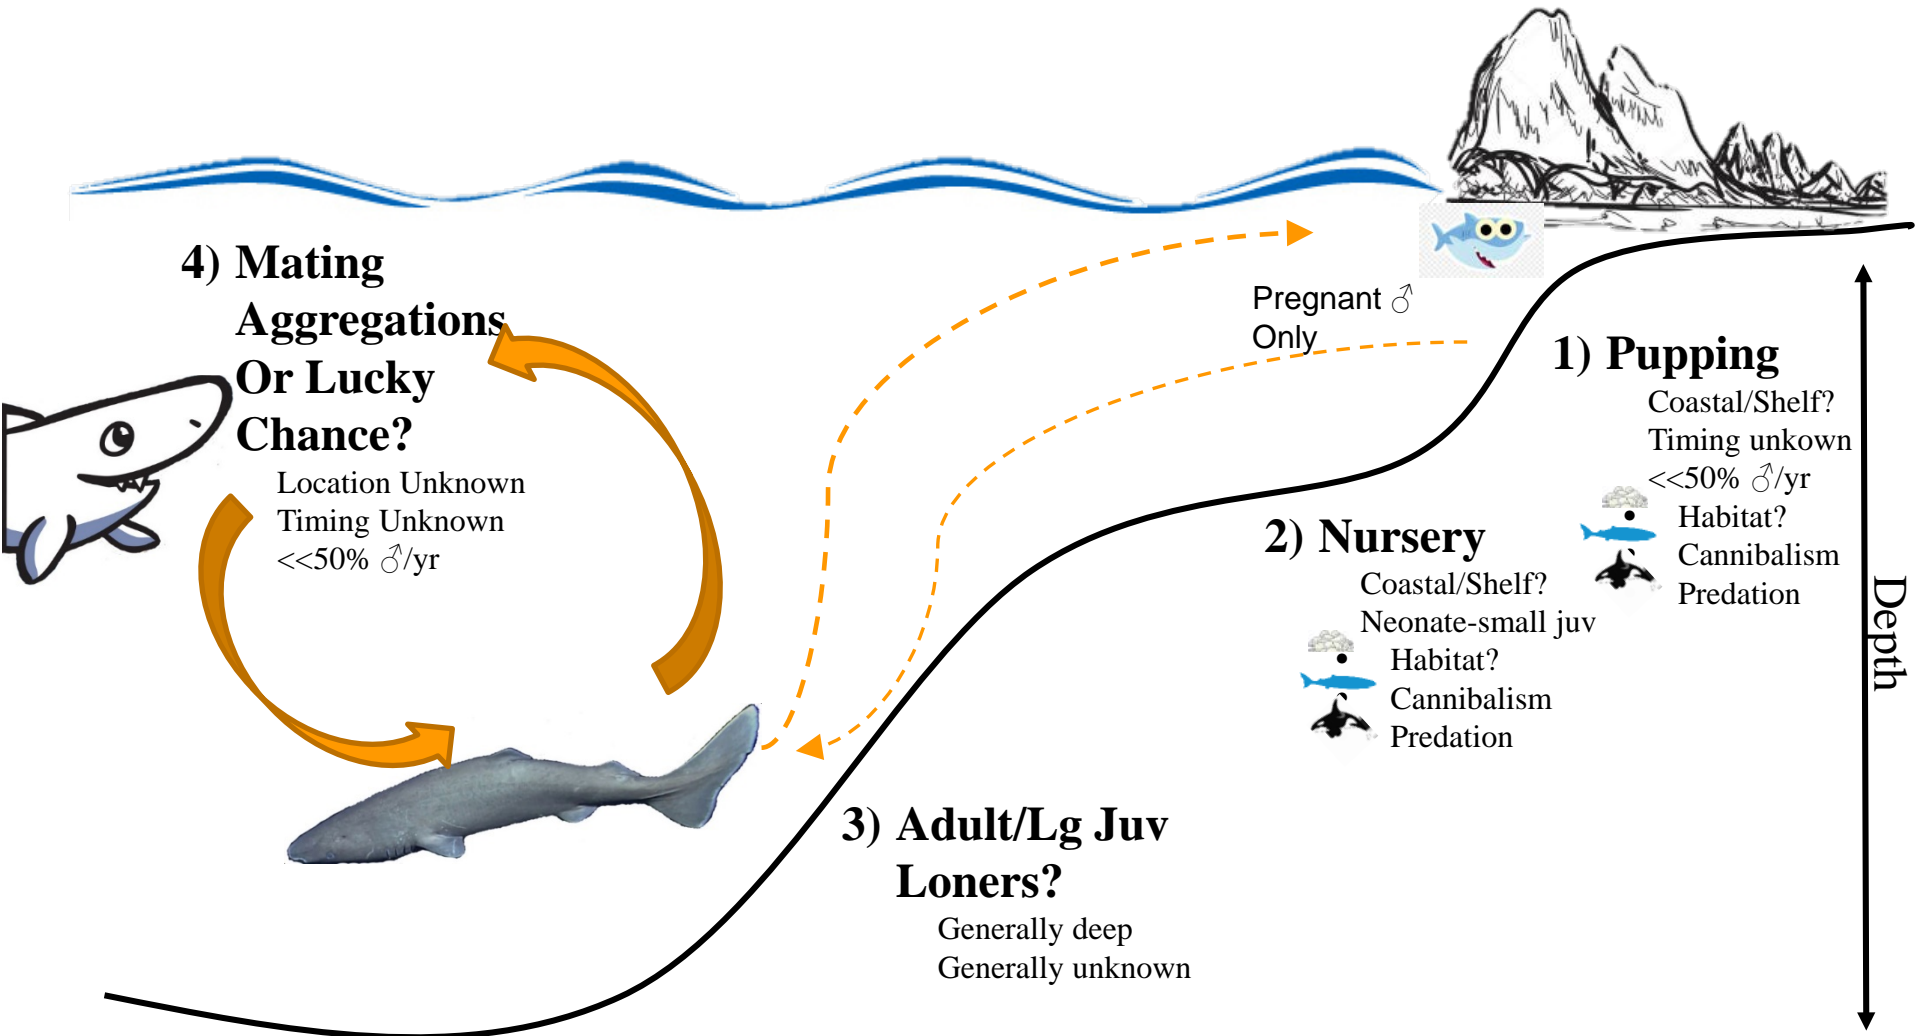 4) Mating
Aggregations
Or Lucky
Chance?
Location Unknown
Timing Unknown
<<50% ♂/yr
Pregnant ♂
Only
1) Pupping
Coastal/Shelf?
Timing unkown
<<50% ♂/yr
• Habitat?
• Cannibalism
• Predation
2) Nursery
Coastal/Shelf?
Neonate-small juv
• Habitat?
• Cannibalism
• Predation
3) Adult/Lg Juv
Loners?
Generally deep
Generally unknown
Depth